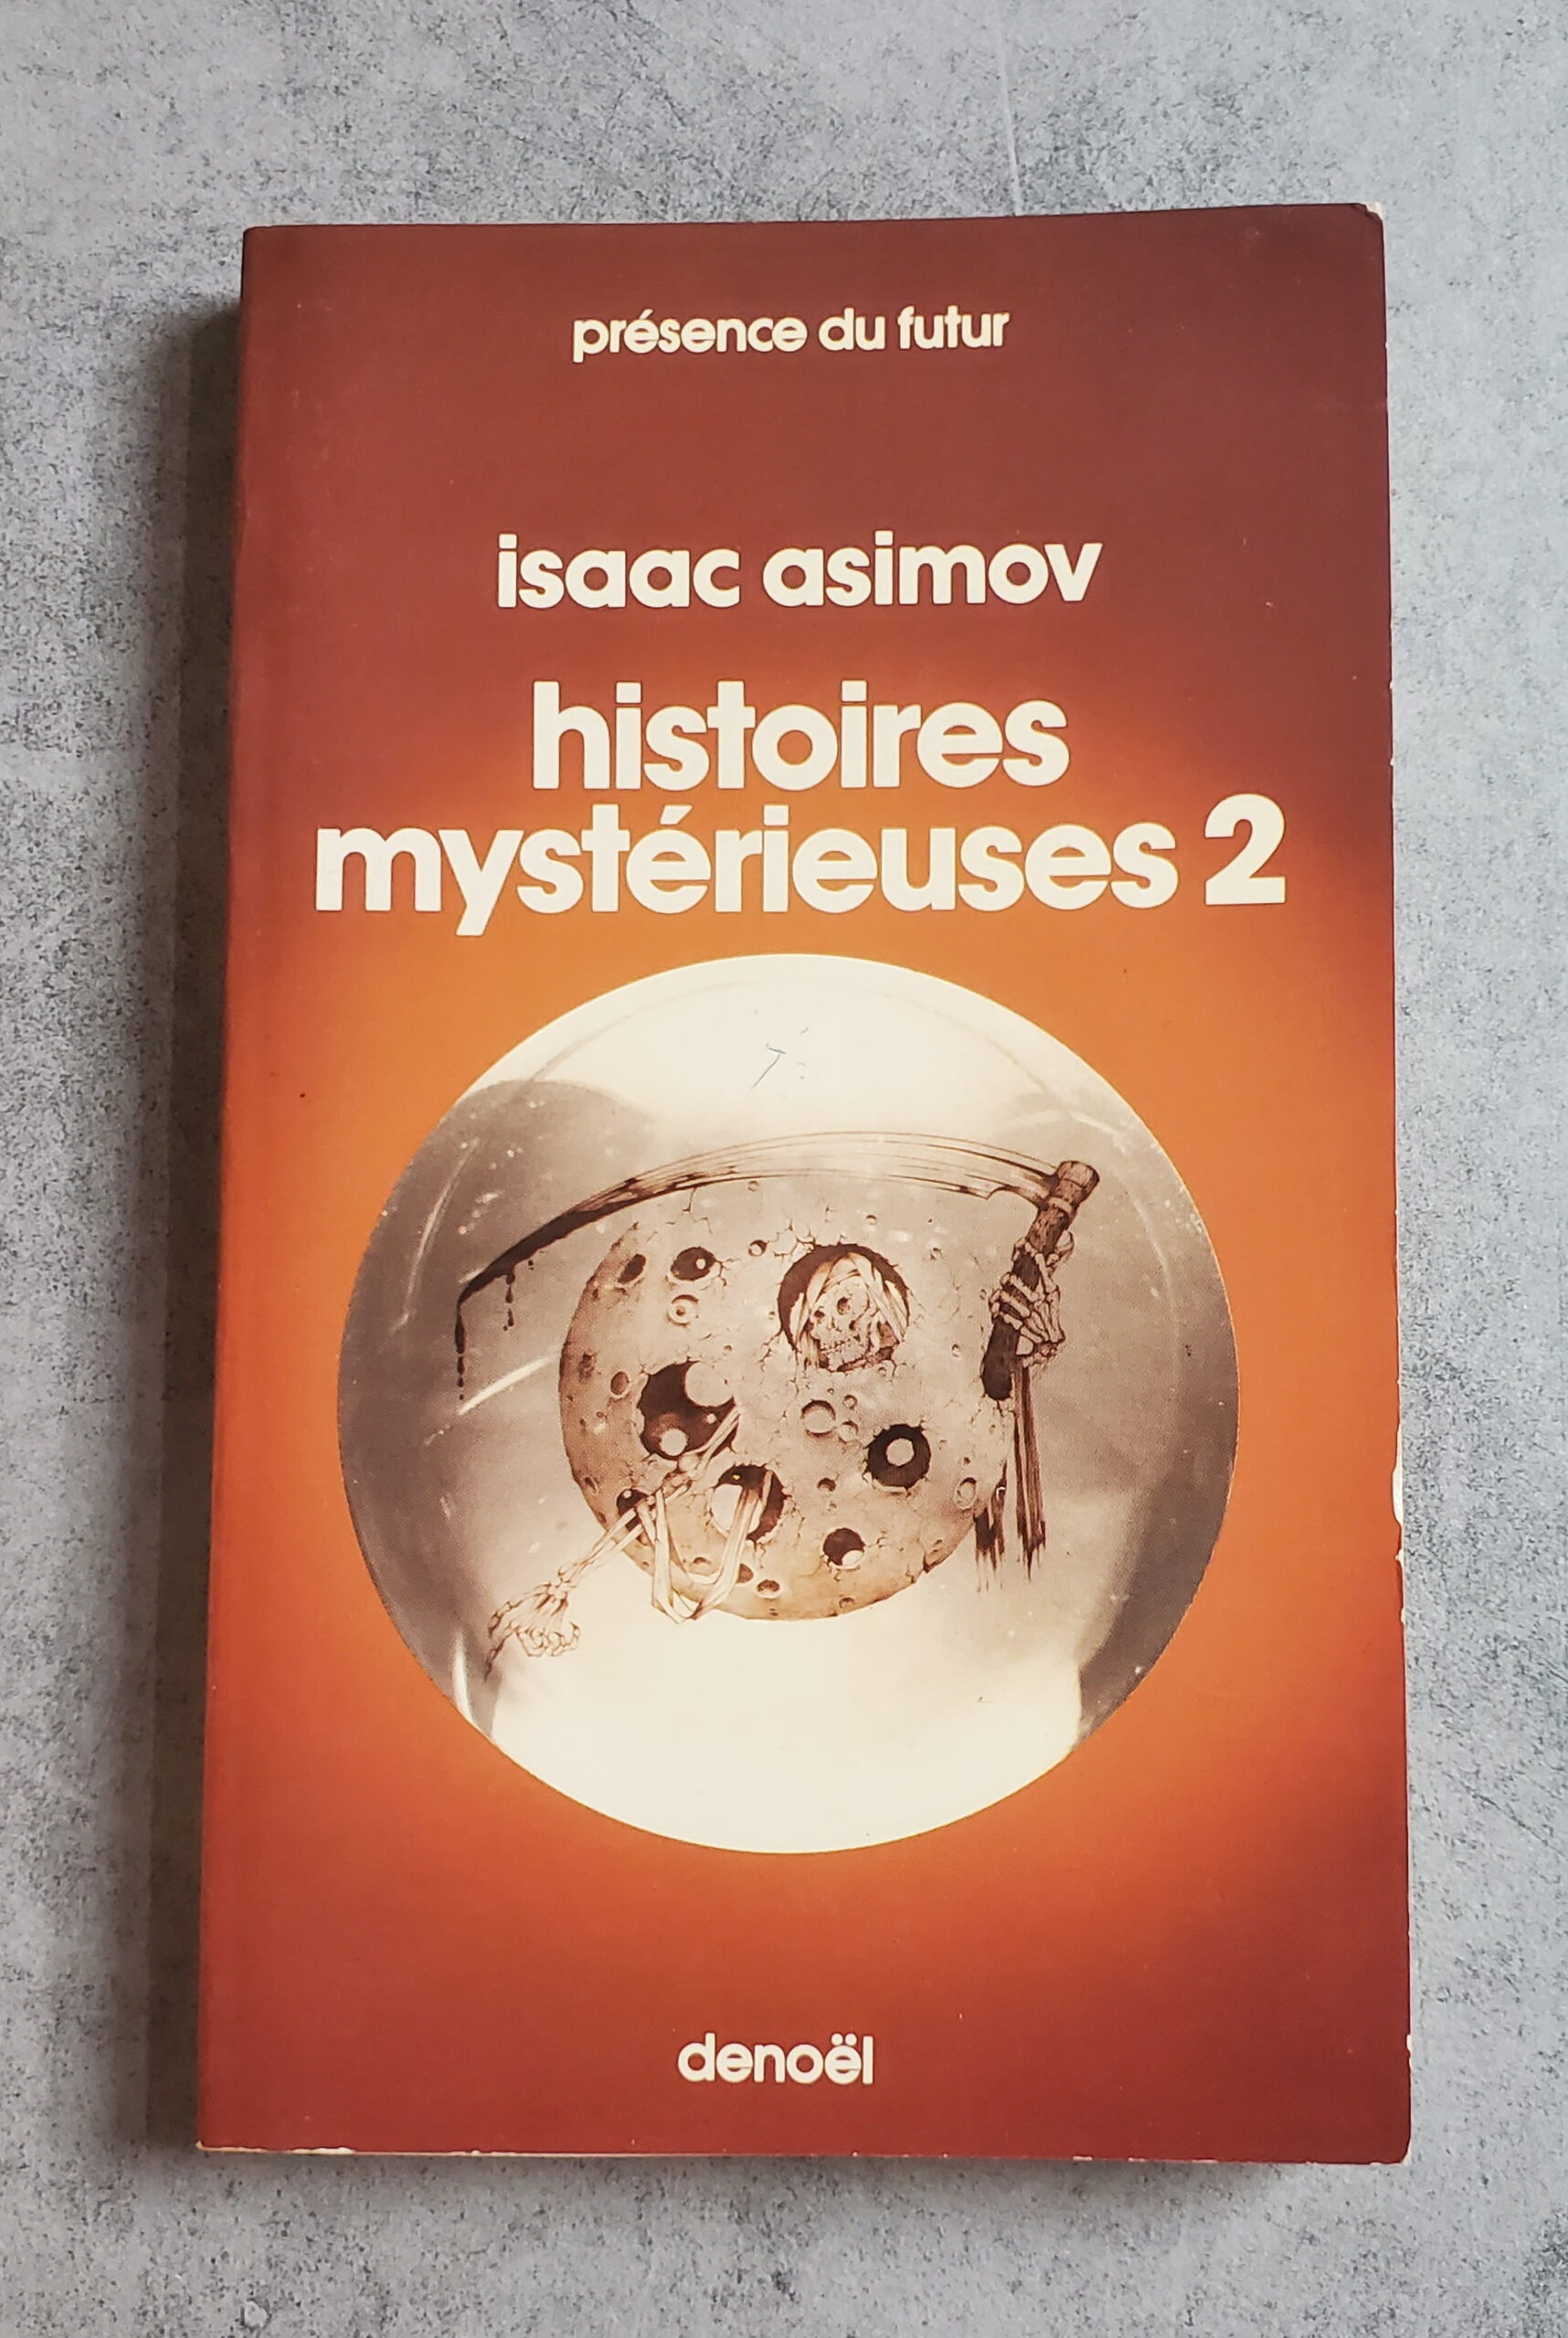 présence du futur
isaac asimov
histoires
mystérieuses 2
denoël